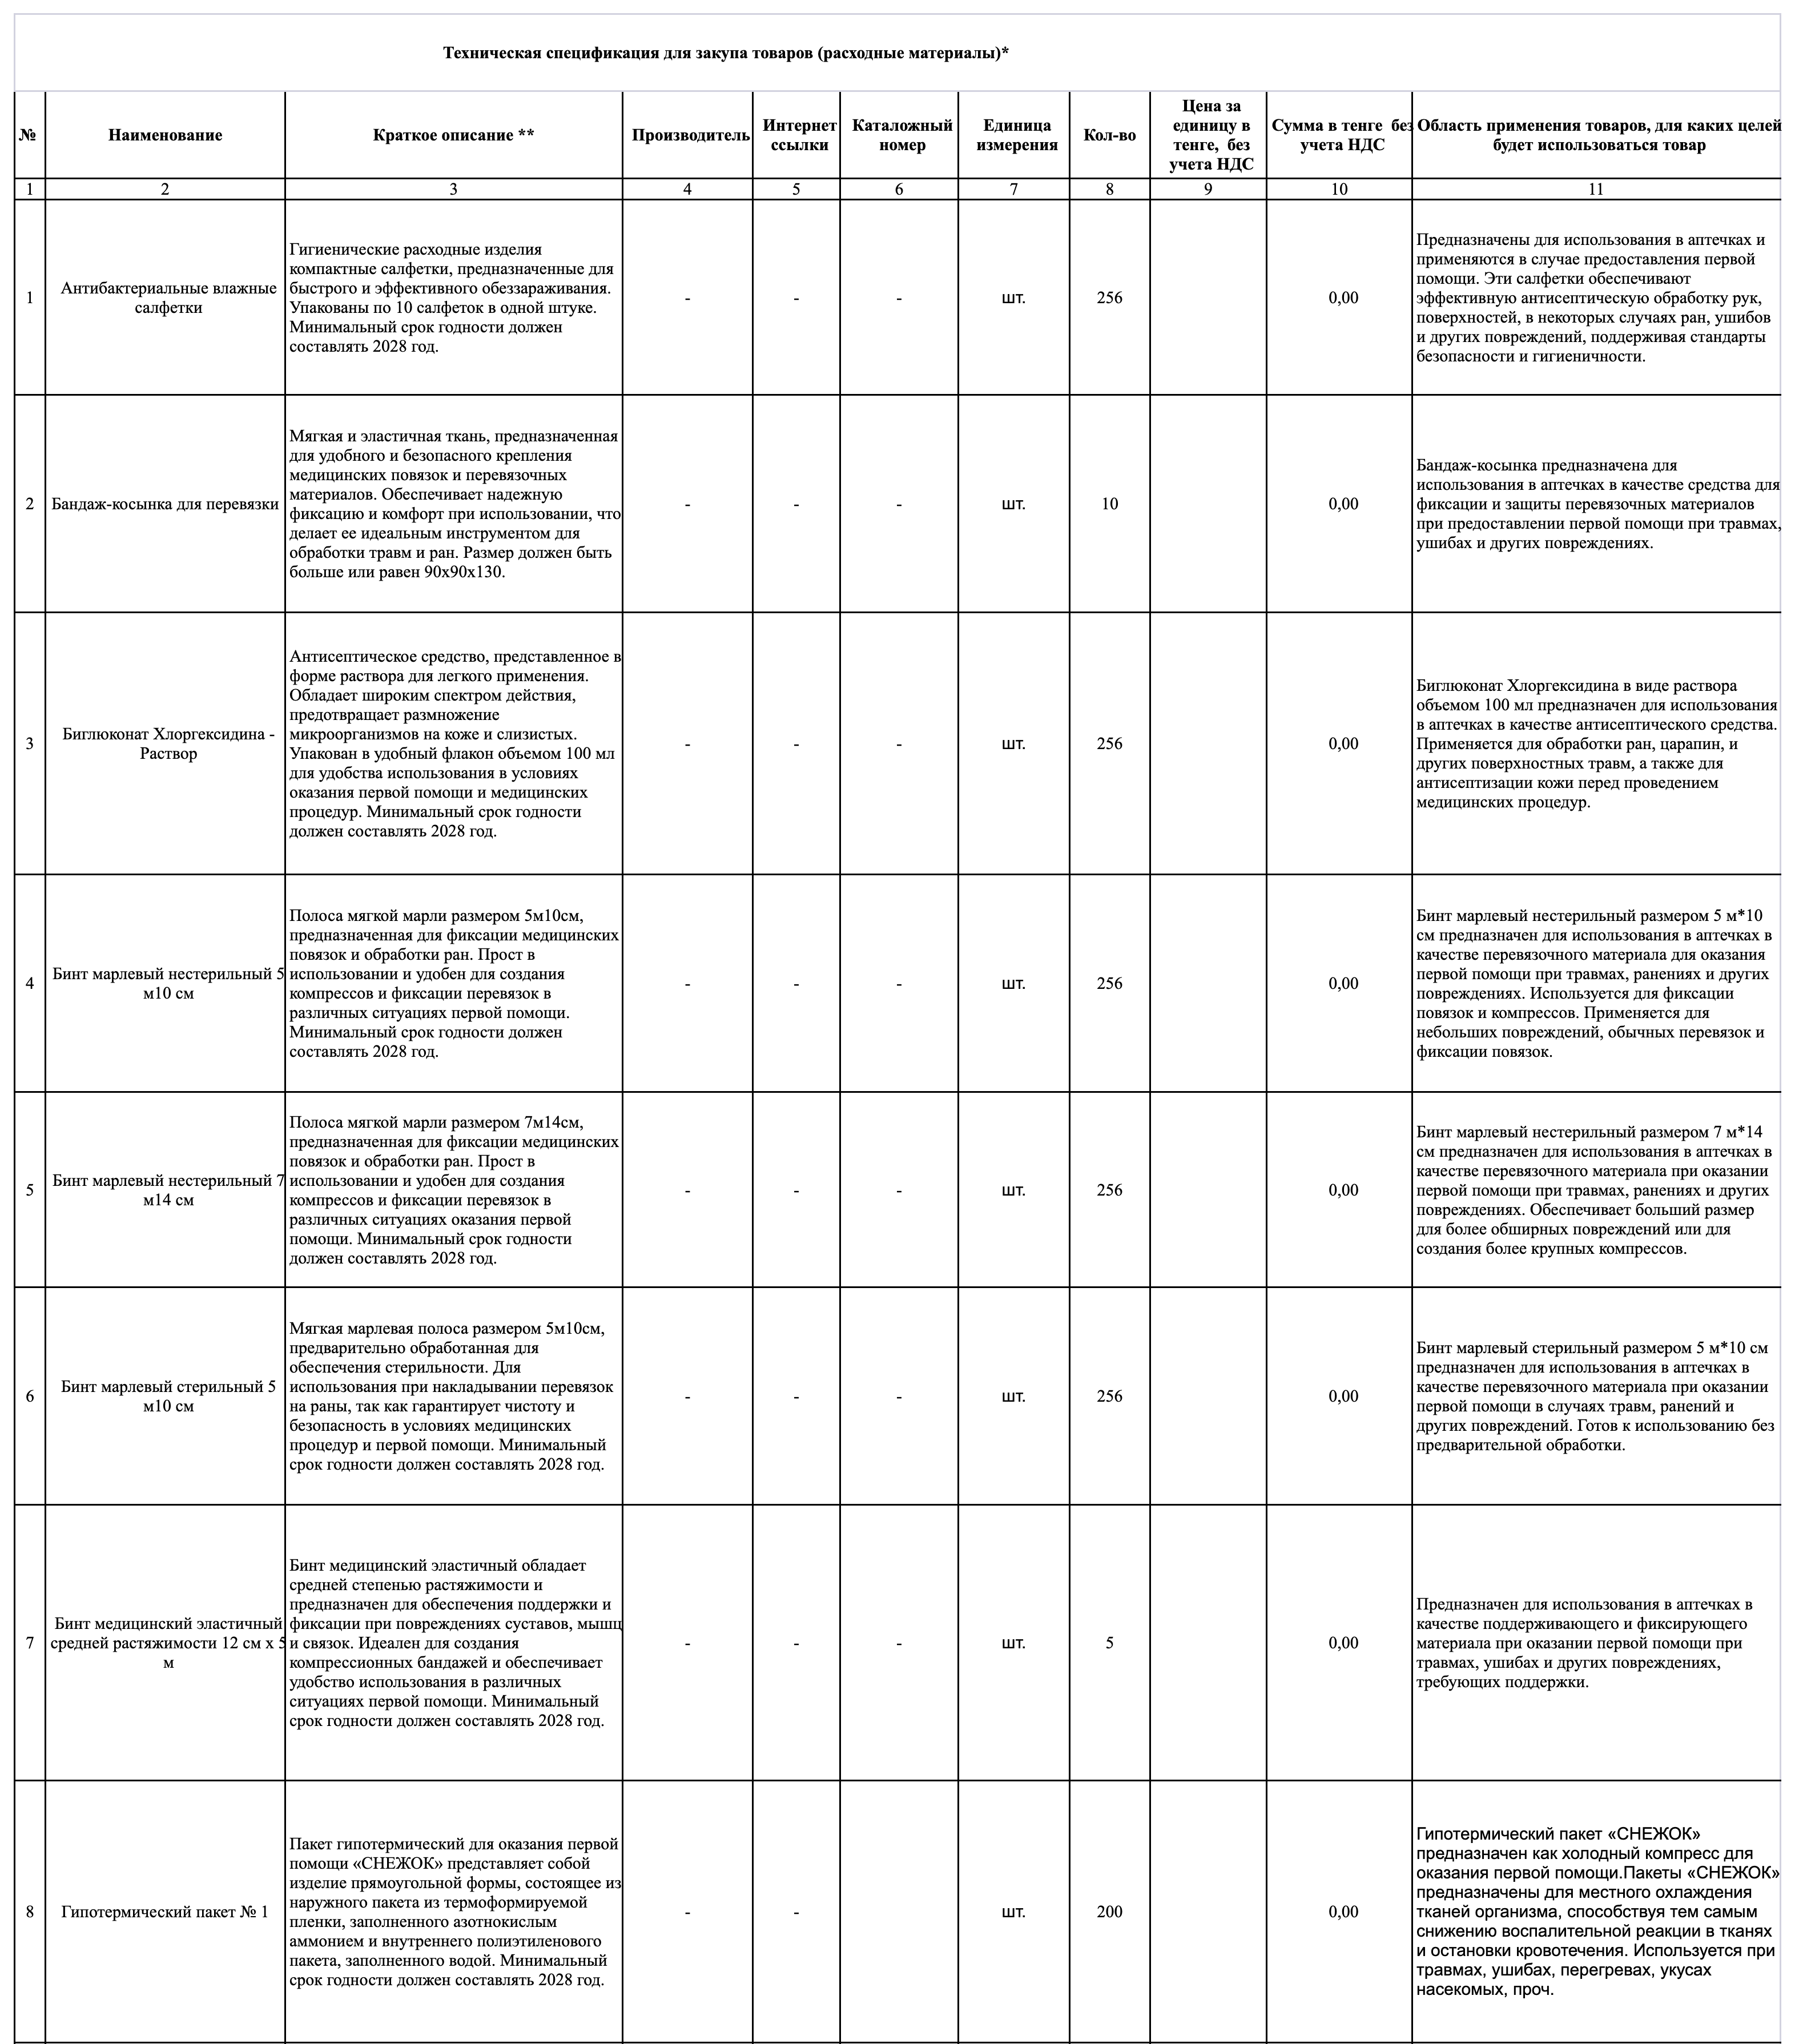 Техническая спецификация для закупа товаров (расходные материалы)*
№
Наименование
Краткое описание **
Производитель
Интернет
ссылки
Каталожный
номер
Единица
измерения
Кол-во
Цена за
единицу в
тенге, без
учета НДС
Сумма в тенге без
учета НДС
Область применения товаров, для каких целей
будет использоваться товар
1
2
3
4
5
6
7
8
9
10
11
1
Антибактериальные влажные
салфетки
Гигиенические расходные изделия
компактные салфетки, предназначенные для
быстрого и эффективного обеззараживания.
Упакованы по 10 салфеток в одной штуке.
Минимальный срок годности должен
составлять 2028 год.
-
-
-
шт.
256
0,00
Предназначены для использования в аптечках и
применяются в случае предоставления первой
помощи. Эти салфетки обеспечивают
эффективную антисептическую обработку рук,
поверхностей, в некоторых случаях ран, ушибов
и других повреждений, поддерживая стандарты
безопасности и гигиеничности.
2
Бандаж-косынка для перевязки
Мягкая и эластичная ткань, предназначенная
для удобного и безопасного крепления
медицинских повязок и перевязочных
материалов. Обеспечивает надежную
фиксацию и комфорт при использовании, что
делает ее идеальным инструментом для
обработки травм и ран. Размер должен быть
больше или равен 90х90х130.
-
-
-
шт.
10
0,00
Бандаж-косынка предназначена для
использования в аптечках в качестве средства для
фиксации и защиты перевязочных материалов
при предоставлении первой помощи при травмах,
ушибах и других повреждениях.
3
Биглюконат Хлоргексидина -
Раствор
Антисептическое средство, представленное в
форме раствора для легкого применения.
Обладает широким спектром действия,
предотвращает размножение
микроорганизмов на коже и слизистых.
Упакован в удобный флакон объемом 100 мл
для удобства использования в условиях
оказания первой помощи и медицинских
процедур. Минимальный срок годности
должен составлять 2028 год.
-
-
-
шт.
256
0,00
Биглюконат Хлоргексидина в виде раствора
объемом 100 мл предназначен для использования
в аптечках в качестве антисептического средства.
Применяется для обработки ран, царапин, и
других поверхностных травм, а также для
антисептизации кожи перед проведением
медицинских процедур.
4
Бинт марлевый нестерильный 5
м10 см
Полоса мягкой марли размером 5м10см,
предназначенная для фиксации медицинских
повязок и обработки ран. Прост в
использовании и удобен для создания
компрессов и фиксации перевязок в
различных ситуациях первой помощи.
Минимальный срок годности должен
составлять 2028 год.
-
-
-
шт.
256
0,00
Бинт марлевый нестерильный размером 5 м*10
см предназначен для использования в аптечках в
качестве перевязочного материала для оказания
первой помощи при травмах, ранениях и других
повреждениях. Используется для фиксации
повязок и компрессов. Применяется для
небольших повреждений, обычных перевязок и
фиксации повязок.
5
Бинт марлевый нестерильный 7
м14 см
Полоса мягкой марли размером 7м14см,
предназначенная для фиксации медицинских
повязок и обработки ран. Прост в
использовании и удобен для создания
компрессов и фиксации перевязок в
различных ситуациях оказания первой
помощи. Минимальный срок годности
должен составлять 2028 год.
-
-
-
шт.
256
0,00
Бинт марлевый нестерильный размером 7 м*14
см предназначен для использования в аптечках в
качестве перевязочного материала при оказании
первой помощи при травмах, ранениях и других
повреждениях. Обеспечивает больший размер
для более обширных повреждений или для
создания более крупных компрессов.
6
Бинт марлевый стерильный 5
м10 см
Мягкая марлевая полоса размером 5м10см,
предварительно обработанная для
обеспечения стерильности. Для
использования при накладывании перевязок
на раны, так как гарантирует чистоту и
безопасность в условиях медицинских
процедур и первой помощи. Минимальный
срок годности должен составлять 2028 год.
-
-
-
шт.
256
0,00
Бинт марлевый стерильный размером 5 м*10 см
предназначен для использования в аптечках в
качестве перевязочного материала при оказании
первой помощи в случаях травм, ранений и
других повреждений. Готов к использованию без
предварительной обработки.
7
Бинт медицинский эластичный
средней растяжимости 12 см х 5
м
Бинт медицинский эластичный обладает
средней степенью растяжимости и
предназначен для обеспечения поддержки и
фиксации при повреждениях суставов, мышц
и связок. Идеален для создания
компрессионных бандажей и обеспечивает
удобство использования в различных
ситуациях первой помощи. Минимальный
срок годности должен составлять 2028 год.
-
-
-
шт.
5
0,00
Предназначен для использования в аптечках в
качестве поддерживающего и фиксирующего
материала при оказании первой помощи при
травмах, ушибах и других повреждениях,
требующих поддержки.
8
Гипотермический пакет № 1
Пакет гипотермический для оказания первой
помощи «СНЕЖОК» представляет собой
изделие прямоугольной формы, состоящее из
наружного пакета из термоформируемой
пленки, заполненного азотнокислым
аммонием и внутреннего полиэтиленового
пакета, заполненного водой. Минимальный
срок годности должен составлять 2028 год.
-
-
шт.
200
0,00
Гипотермический пакет «СНЕЖОК»
предназначен как холодный компресс для
оказания первой помощи.Пакеты «СНЕЖОК»
предназначены для местного охлаждения
тканей организма, способствуя тем самым
снижению воспалительной реакции в тканях
и остановки кровотечения. Используется при
травмах, ушибах, перегревах, укусах
насекомых, проч.